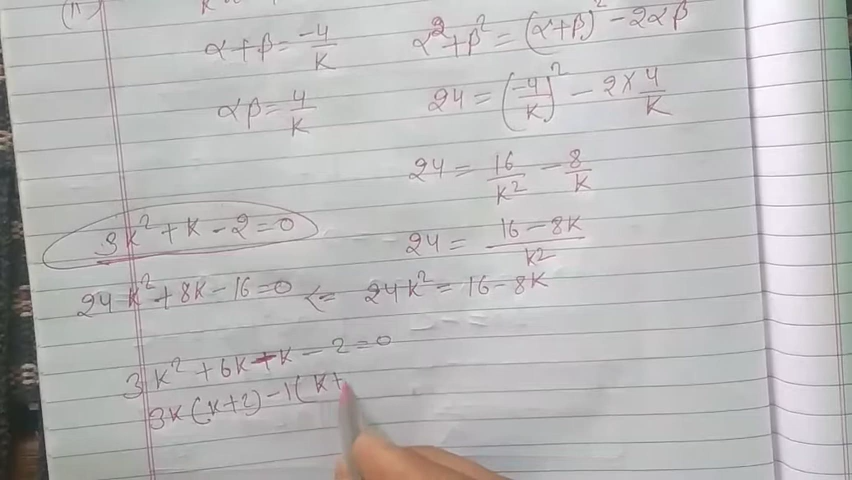 (ii)
α+β = -4/K
α²+β² = (α+β)² - 2αβ
αβ = 4/K
24 = (-4/K)² - 2×4/K
24 = 16/K² - 8/K
3K²+K-2=0
24 = 16-8K/K²
24K²+8K-16=0 <= 24K² = 16-8K
3K²+6K-K-2=0
3K(K+2)-1(K+